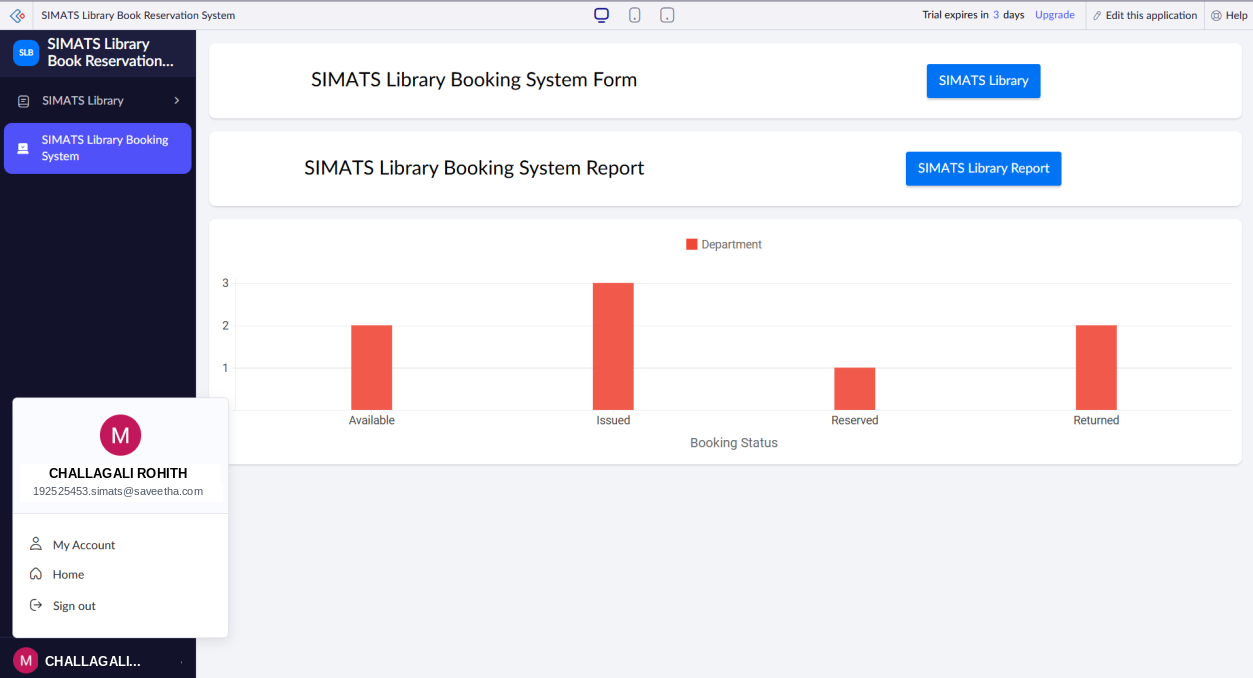 SIMATS Library Book Reservation System
Trial expires in 3 days Upgrade
Edit this application
Help
SLB
SIMATS Library
Book Reservation...
SIMATS Library
SIMATS Library Booking
System
SIMATS Library Booking System Form
SIMATS Library
SIMATS Library Booking System Report
SIMATS Library Report
Department
3
2
1
Available
Issued
Reserved
Returned
Booking Status
M
CHALLAGALI ROHITH
192525453.simats@saveetha.com
My Account
Home
Sign out
M
CHALLAGALI...